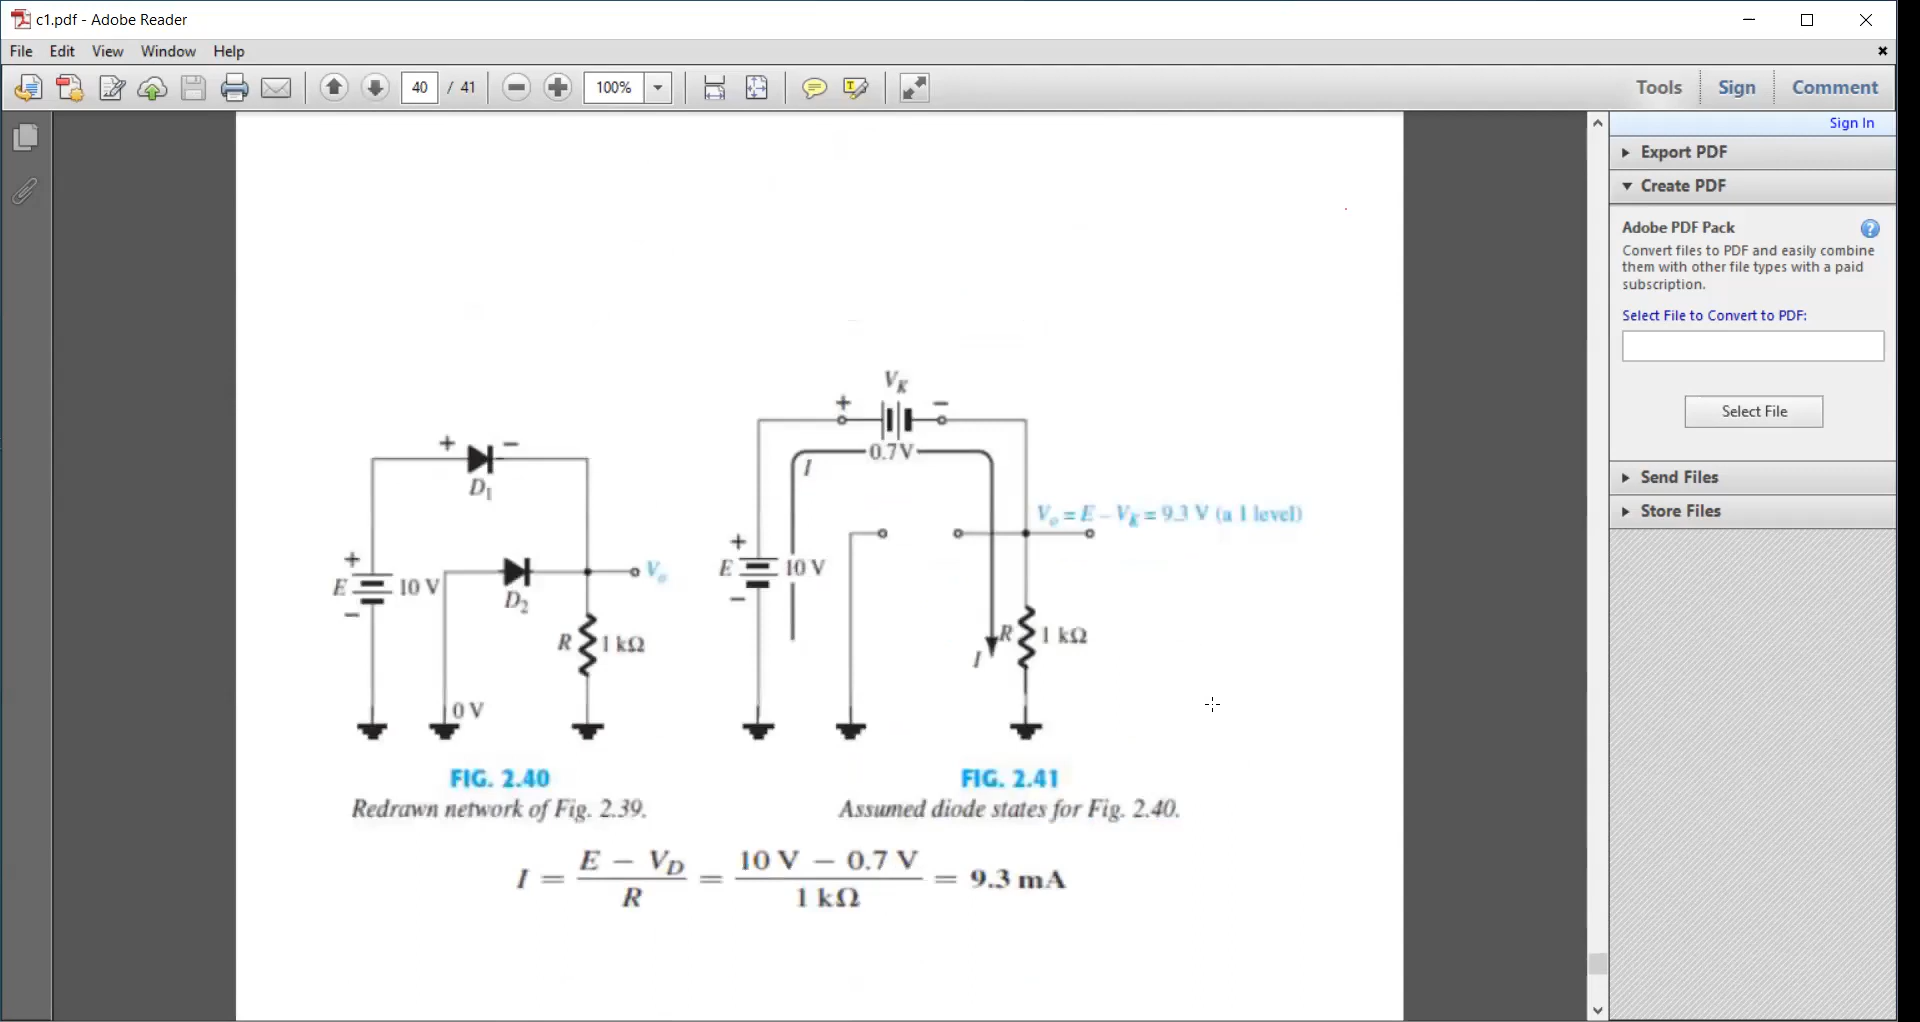 c1.pdf - Adobe Reader
File Edit View Window Help
40 / 41 100% Tools Sign Comment
Sign In
Export PDF
Create PDF
Adobe PDF Pack
Convert files to PDF and easily combine
them with other file types with a paid
subscription.
Select File to Convert to PDF:
Select File
Send Files
Store Files
+ D1 −
+ E − 10 V
D2
Vo
R 1 kΩ
0 V
FIG. 2.40
Redrawn network of Fig. 2.39.
VK
+ −
0.7V
I
+ E − 10 V
Vo = E − VK = 9.3 V (a 1 level)
R 1 kΩ
I
FIG. 2.41
Assumed diode states for Fig. 2.40.
I = (E − VD)/R = (10 V − 0.7 V)/(1 kΩ) = 9.3 mA